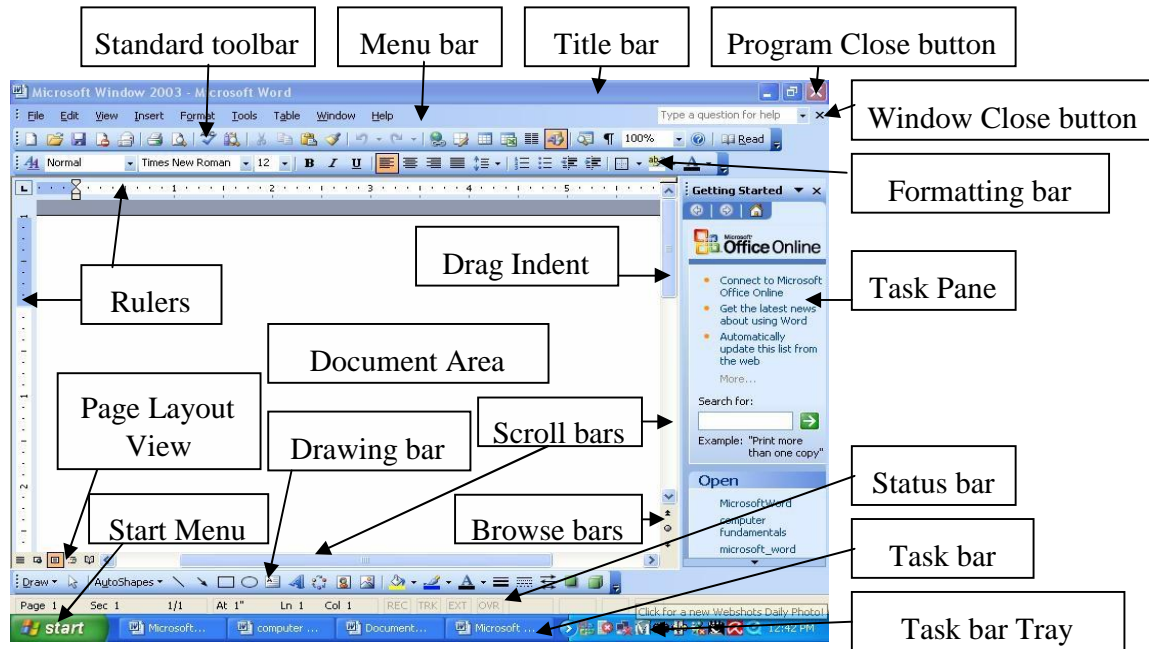 Standard toolbar
Menu bar
Title bar
Program Close button
Microsoft Window 2003 - Microsoft Word
File Edit View Insert Format Tools Table Window Help
Type a question for help
Window Close button
100%
Read
Normal
Times New Roman
12
B I U
A
Formatting bar
1 2 3 4 5
Getting Started
Microsoft
Office Online
Drag Indent
Rulers
Connect to Microsoft
Office Online
Get the latest news
about using Word
Automatically
update this list from
the web
More...
Task Pane
Document Area
Search for:
Example: "Print more
than one copy"
Page Layout
View
Drawing bar
Scroll bars
Open
MicrosoftWord
computer
fundamentals
microsoft_word
Status bar
Start Menu
Browse bars
Task bar
Draw AutoShapes
Page 1 Sec 1 1/1 At 1" Ln 1 Col 1 REC TRK EXT OVR
Click for a new Webshots Daily Photo!
start
Microsoft...
computer ...
Document...
Microsoft ...
12:42 PM
Task bar Tray